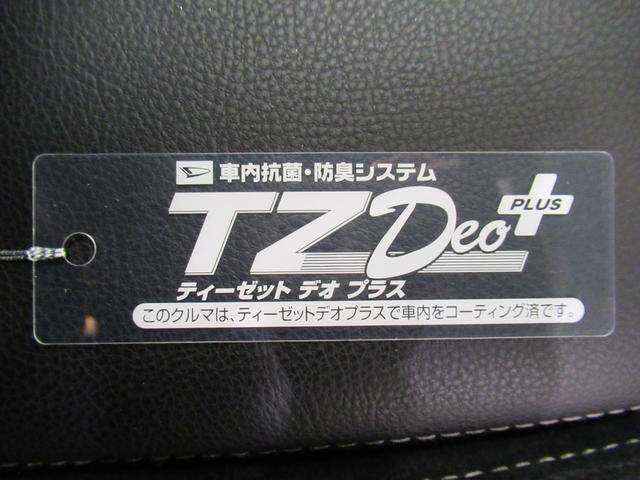 車内抗菌・防臭システム
TZ Deo PLUS
ティーゼット デオ プラス
このクルマは、ティーゼットデオプラスで車内をコーティング済です。